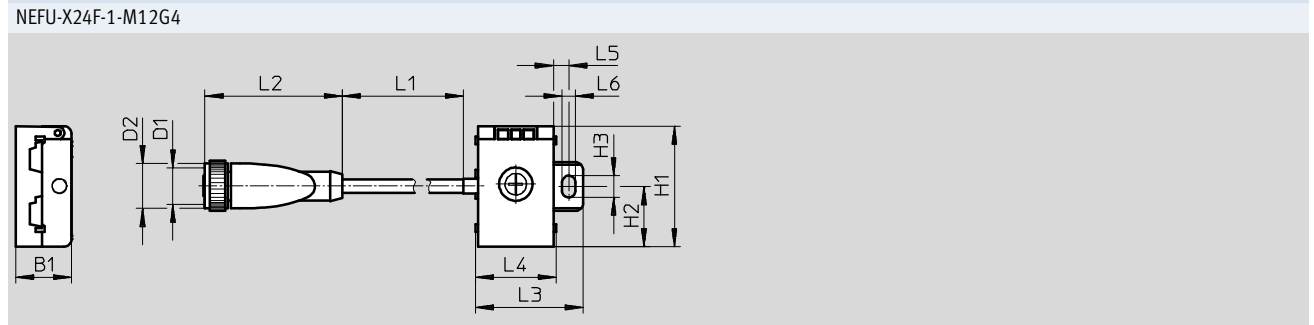 NEFU-X24F-1-M12G4
L5
L2
L1
L6
D2
D1
H3
H1
H2
B1
L4
L3